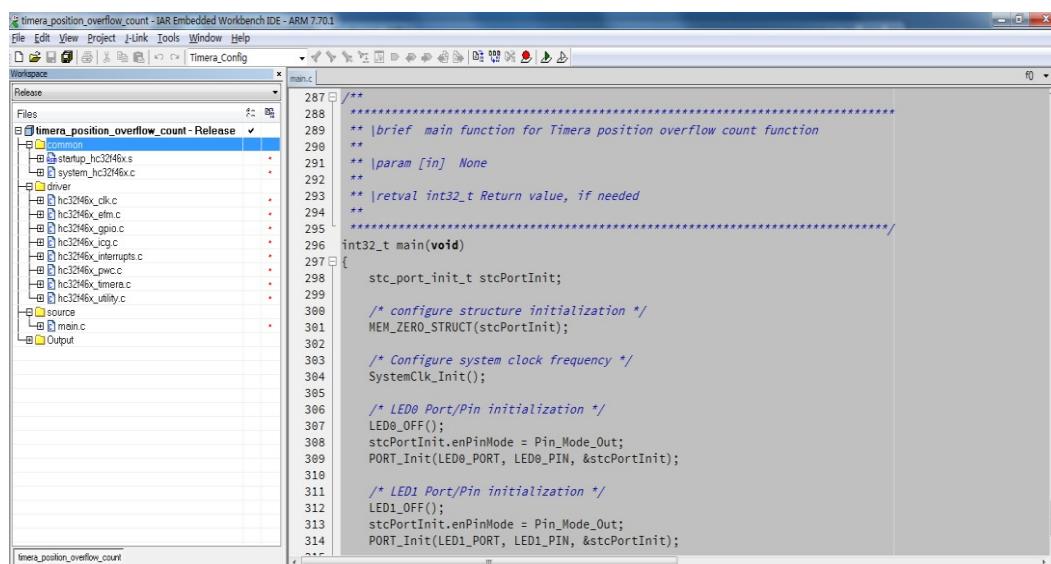 timera_position_overflow_count - IAR Embedded Workbench IDE - ARM 7.70.1
File Edit View Project J-Link Tools Window Help
Timera_Config
Workspace
Release
Files
timera_position_overflow_count - Release
common
startup_hc32f46x.s
system_hc32f46x.c
driver
hc32f46x_clk.c
hc32f46x_efm.c
hc32f46x_gpio.c
hc32f46x_icg.c
hc32f46x_interrupts.c
hc32f46x_pwc.c
hc32f46x_timera.c
hc32f46x_utility.c
source
main.c
Output
timera_position_overflow_count
main.c
f()
287 /**
288 *******************************************************************************
289 ** \brief main function for Timera position overflow count function
290 **
291 ** \param [in] None
292 **
293 ** \retval int32_t Return value, if needed
294 **
295 ******************************************************************************/
296 int32_t main(void)
297 {
298 stc_port_init_t stcPortInit;
299
300 /* configure structure initialization */
301 MEM_ZERO_STRUCT(stcPortInit);
302
303 /* Configure system clock frequency */
304 SystemClk_Init();
305
306 /* LED0 Port/Pin initialization */
307 LED0_OFF();
308 stcPortInit.enPinMode = Pin_Mode_Out;
309 PORT_Init(LED0_PORT, LED0_PIN, &stcPortInit);
310
311 /* LED1 Port/Pin initialization */
312 LED1_OFF();
313 stcPortInit.enPinMode = Pin_Mode_Out;
314 PORT_Init(LED1_PORT, LED1_PIN, &stcPortInit);